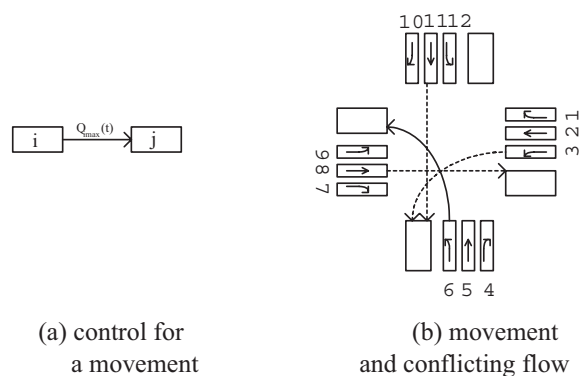 10 11 12
Qmax(t)
i j
1
2
3
9
8
7
6 5 4
(a) control for
a movement
(b) movement
and conflicting flow